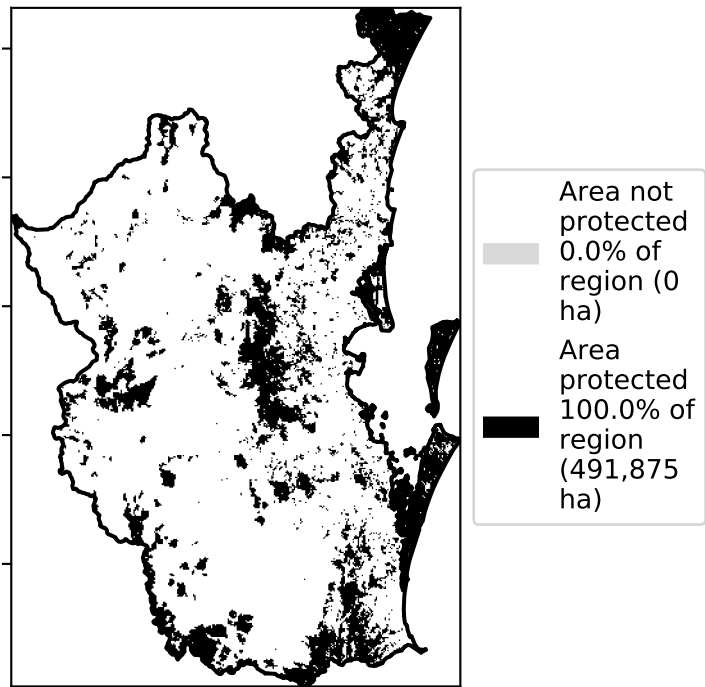 Area not
protected
0.0% of
region (0
ha)
Area
protected
100.0% of
region
(491,875
ha)